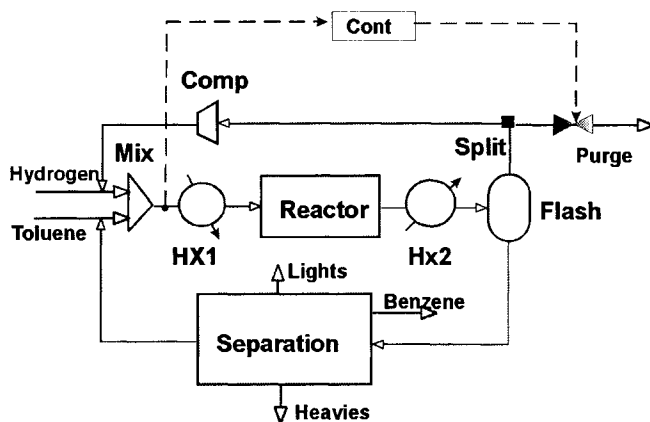 Cont
Comp
Mix
Split
Purge
Hydrogen
Toluene
HX1
Reactor
Hx2
Flash
Lights
Benzene
Separation
Heavies